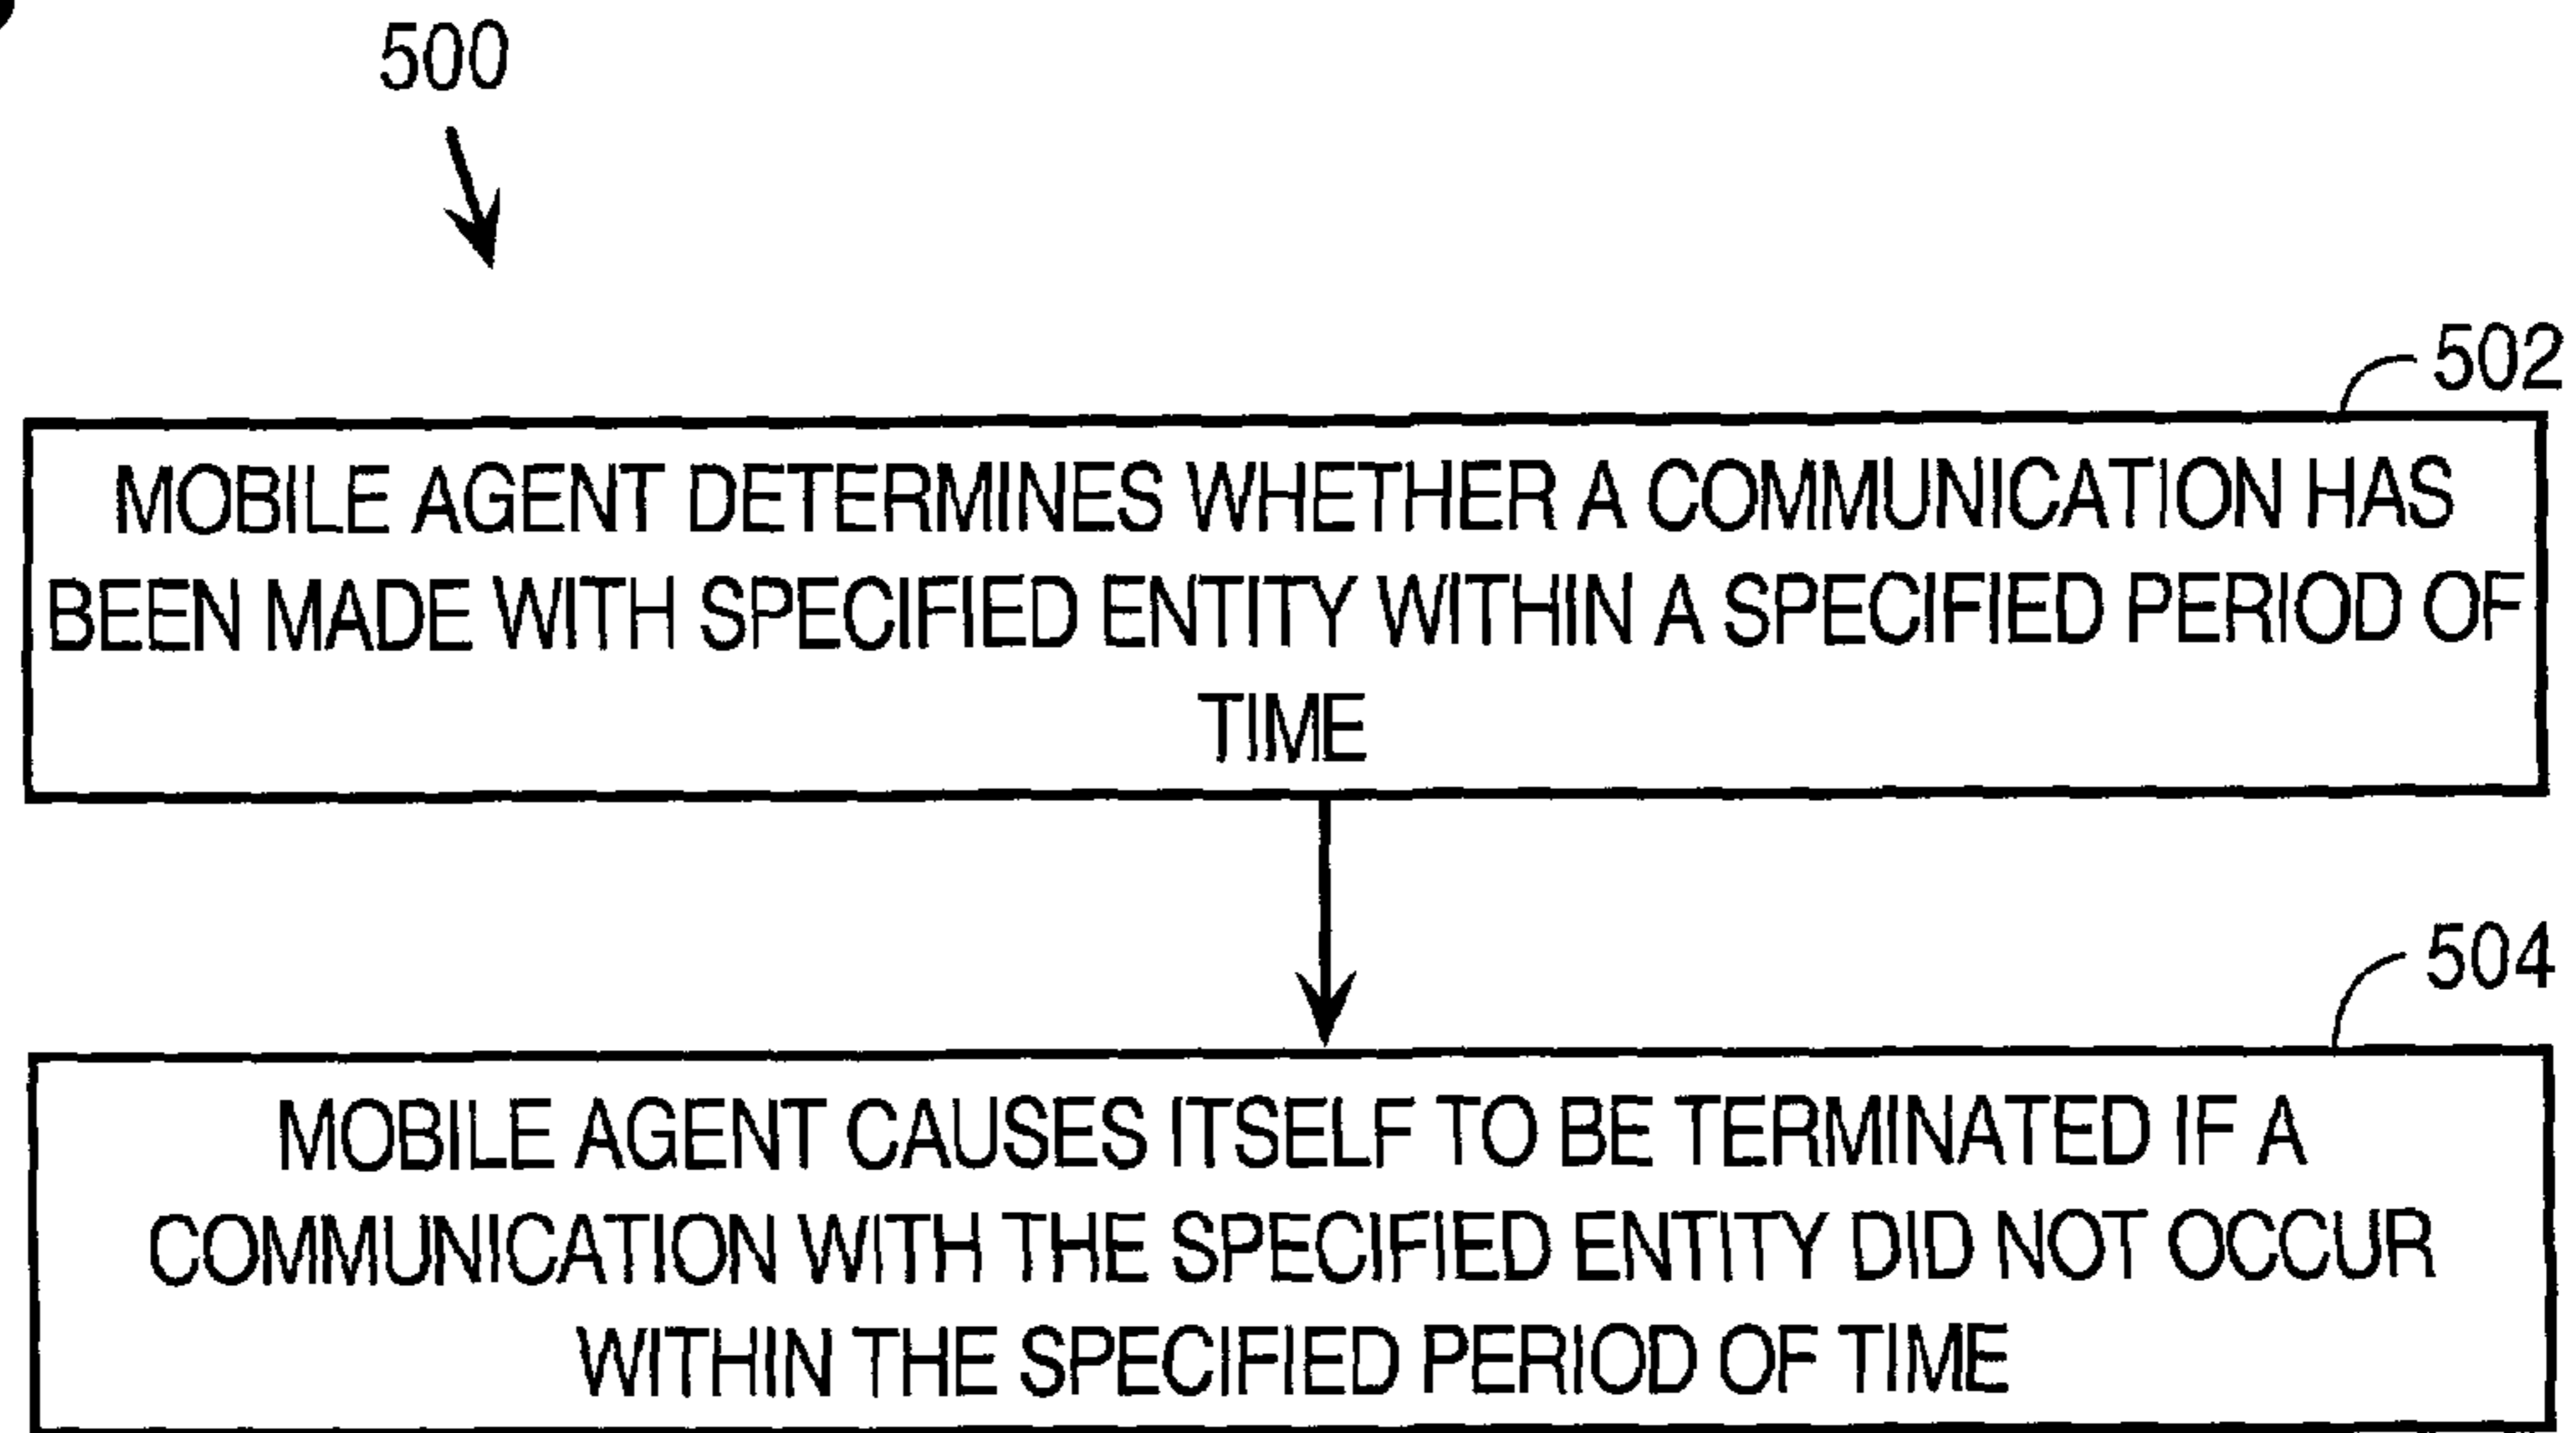 500
502
MOBILE AGENT DETERMINES WHETHER A COMMUNICATION HAS
BEEN MADE WITH SPECIFIED ENTITY WITHIN A SPECIFIED PERIOD OF
TIME
504
MOBILE AGENT CAUSES ITSELF TO BE TERMINATED IF A
COMMUNICATION WITH THE SPECIFIED ENTITY DID NOT OCCUR
WITHIN THE SPECIFIED PERIOD OF TIME